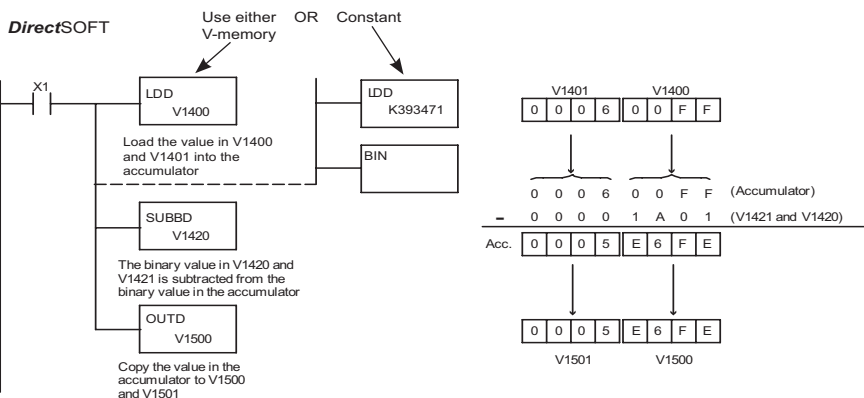 DirectSOFT
Use either OR Constant
V-memory
X1
LDD
V1400
Load the value in V1400
and V1401 into the
accumulator
LDD
K393471
BIN
SUBBD
V1420
The binary value in V1420 and
V1421 is subtracted from the
binary value in the accumulator
OUTD
V1500
Copy the value in the
accumulator to V1500
and V1501
V1401 V1400
0 0 0 6 0 0 F F
0 0 0 6 0 0 F F (Accumulator)
– 0 0 0 0 1 A 0 1 (V1421 and V1420)
Acc. 0 0 0 5 E 6 F E
0 0 0 5 E 6 F E
V1501 V1500